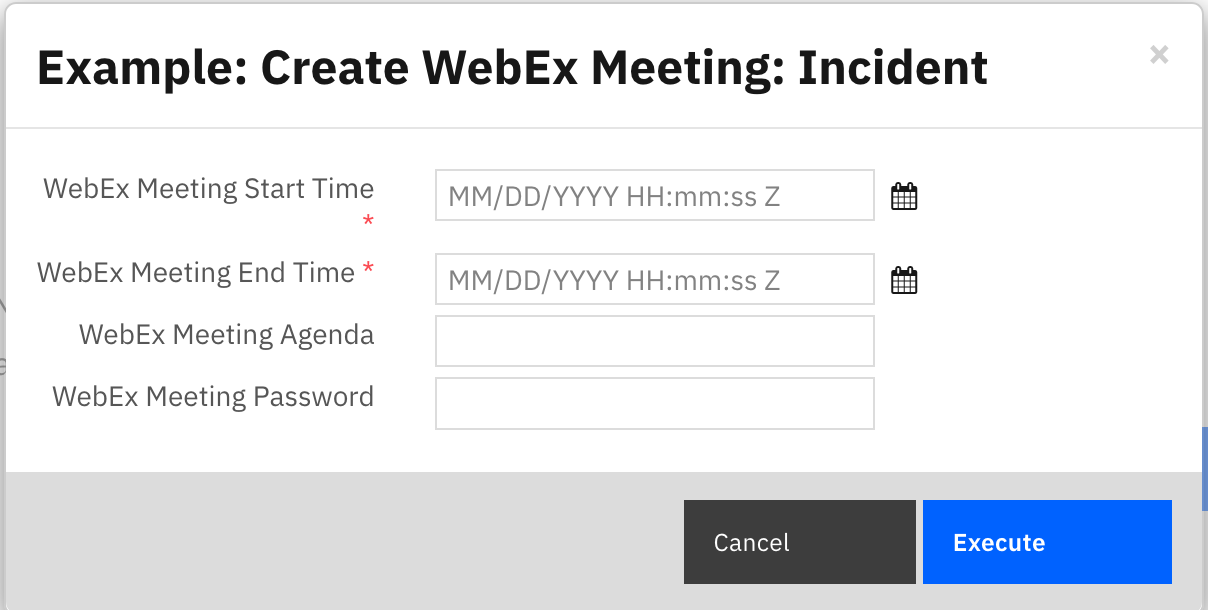 Example: Create WebEx Meeting: Incident
×
WebEx Meeting Start Time
*
MM/DD/YYYY HH:mm:ss Z
WebEx Meeting End Time *
MM/DD/YYYY HH:mm:ss Z
WebEx Meeting Agenda
WebEx Meeting Password
Cancel
Execute